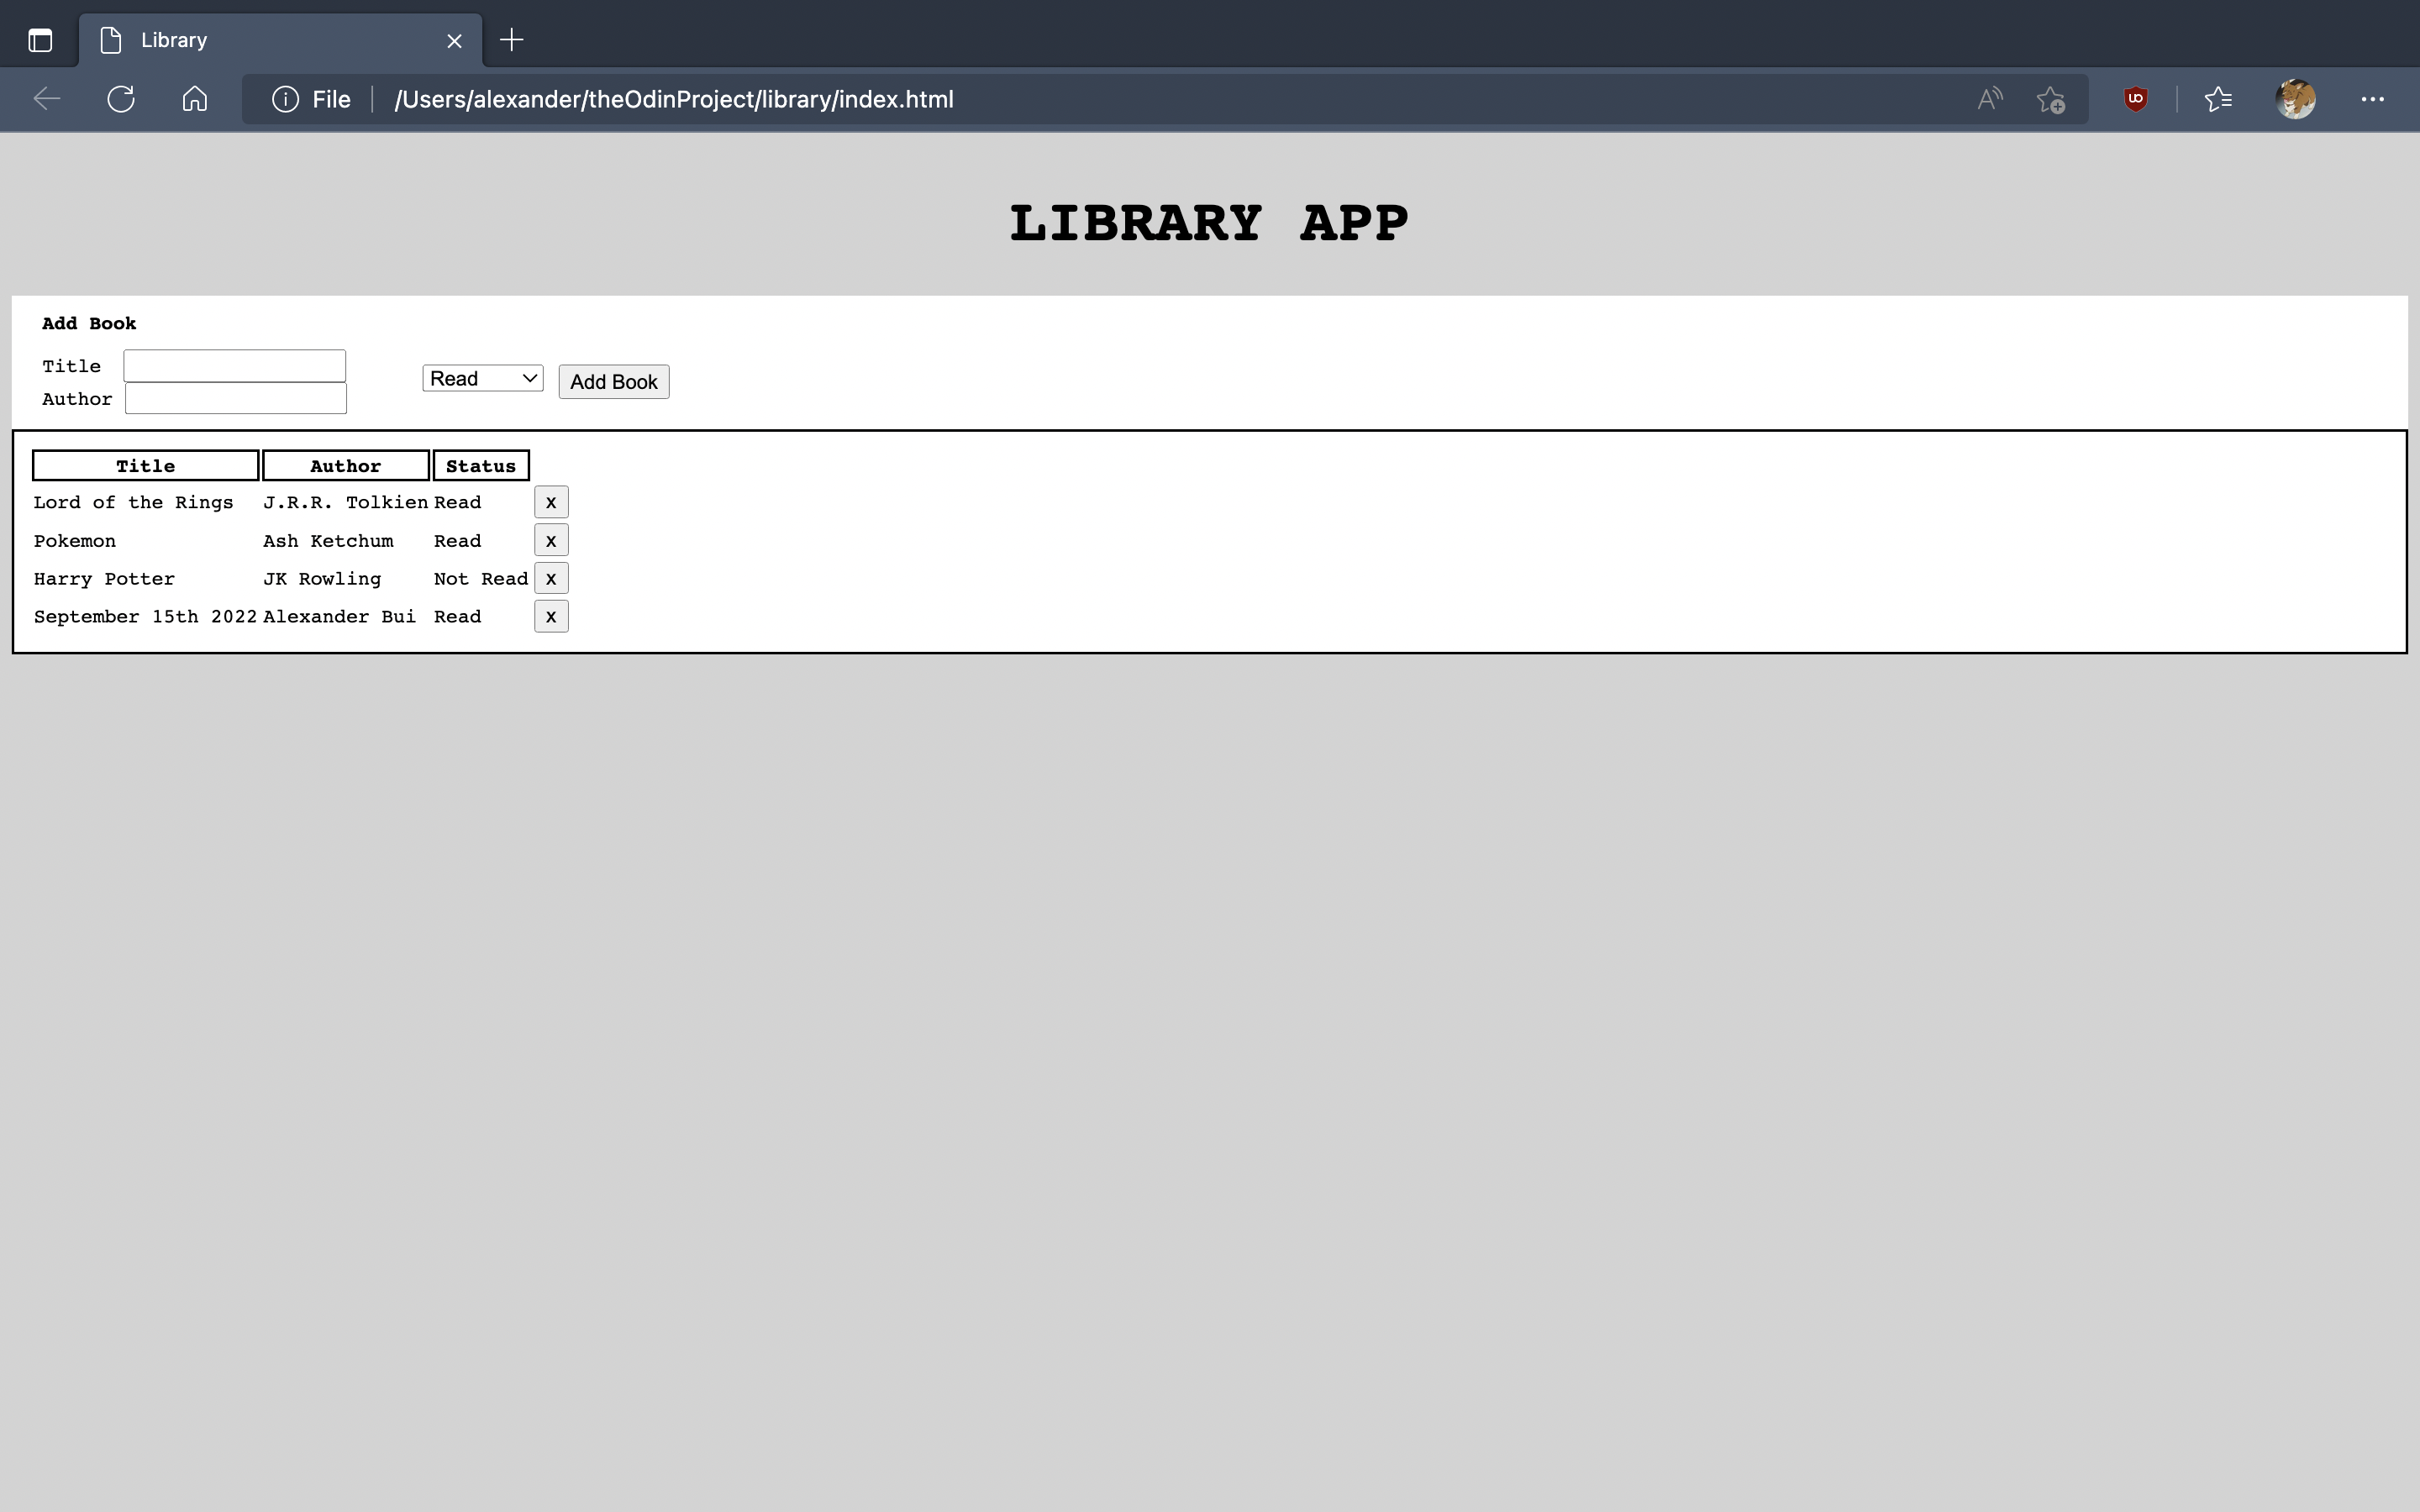 Library
File /Users/alexander/theOdinProject/library/index.html
LIBRARY APP
Add Book
Title
Author
Read Add Book
Title Author Status
Lord of the Rings J.R.R. Tolkien Read x
Pokemon Ash Ketchum Read x
Harry Potter JK Rowling Not Read x
September 15th 2022 Alexander Bui Read x